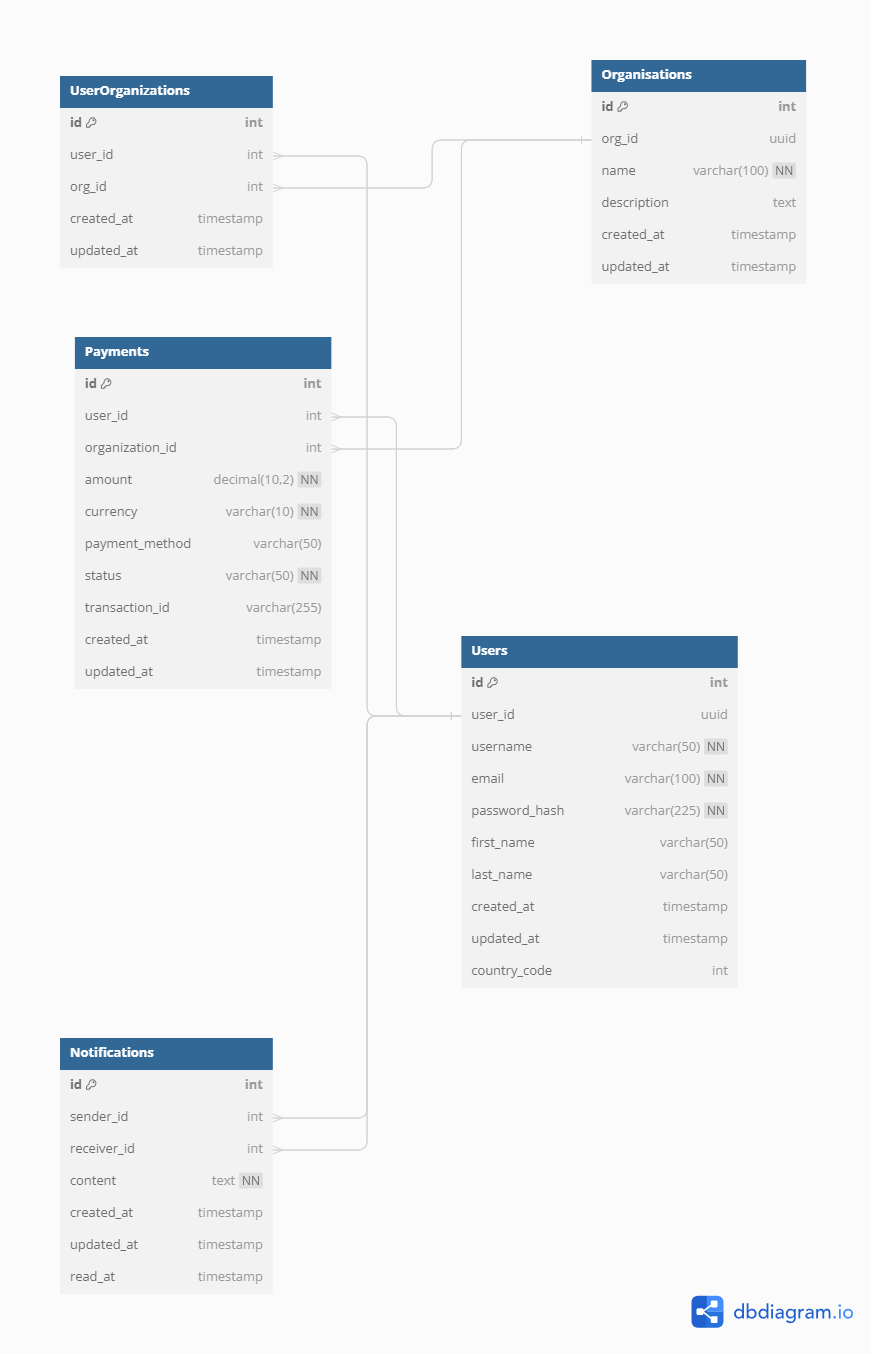 UserOrganizations
id int
user_id int
org_id int
created_at timestamp
updated_at timestamp
Organisations
id int
org_id uuid
name varchar(100) NN
description text
created_at timestamp
updated_at timestamp
Payments
id int
user_id int
organization_id int
amount decimal(10,2) NN
currency varchar(10) NN
payment_method varchar(50)
status varchar(50) NN
transaction_id varchar(255)
created_at timestamp
updated_at timestamp
Users
id int
user_id uuid
username varchar(50) NN
email varchar(100) NN
password_hash varchar(225) NN
first_name varchar(50)
last_name varchar(50)
created_at timestamp
updated_at timestamp
country_code int
Notifications
id int
sender_id int
receiver_id int
content text NN
created_at timestamp
updated_at timestamp
read_at timestamp
dbdiagram.io